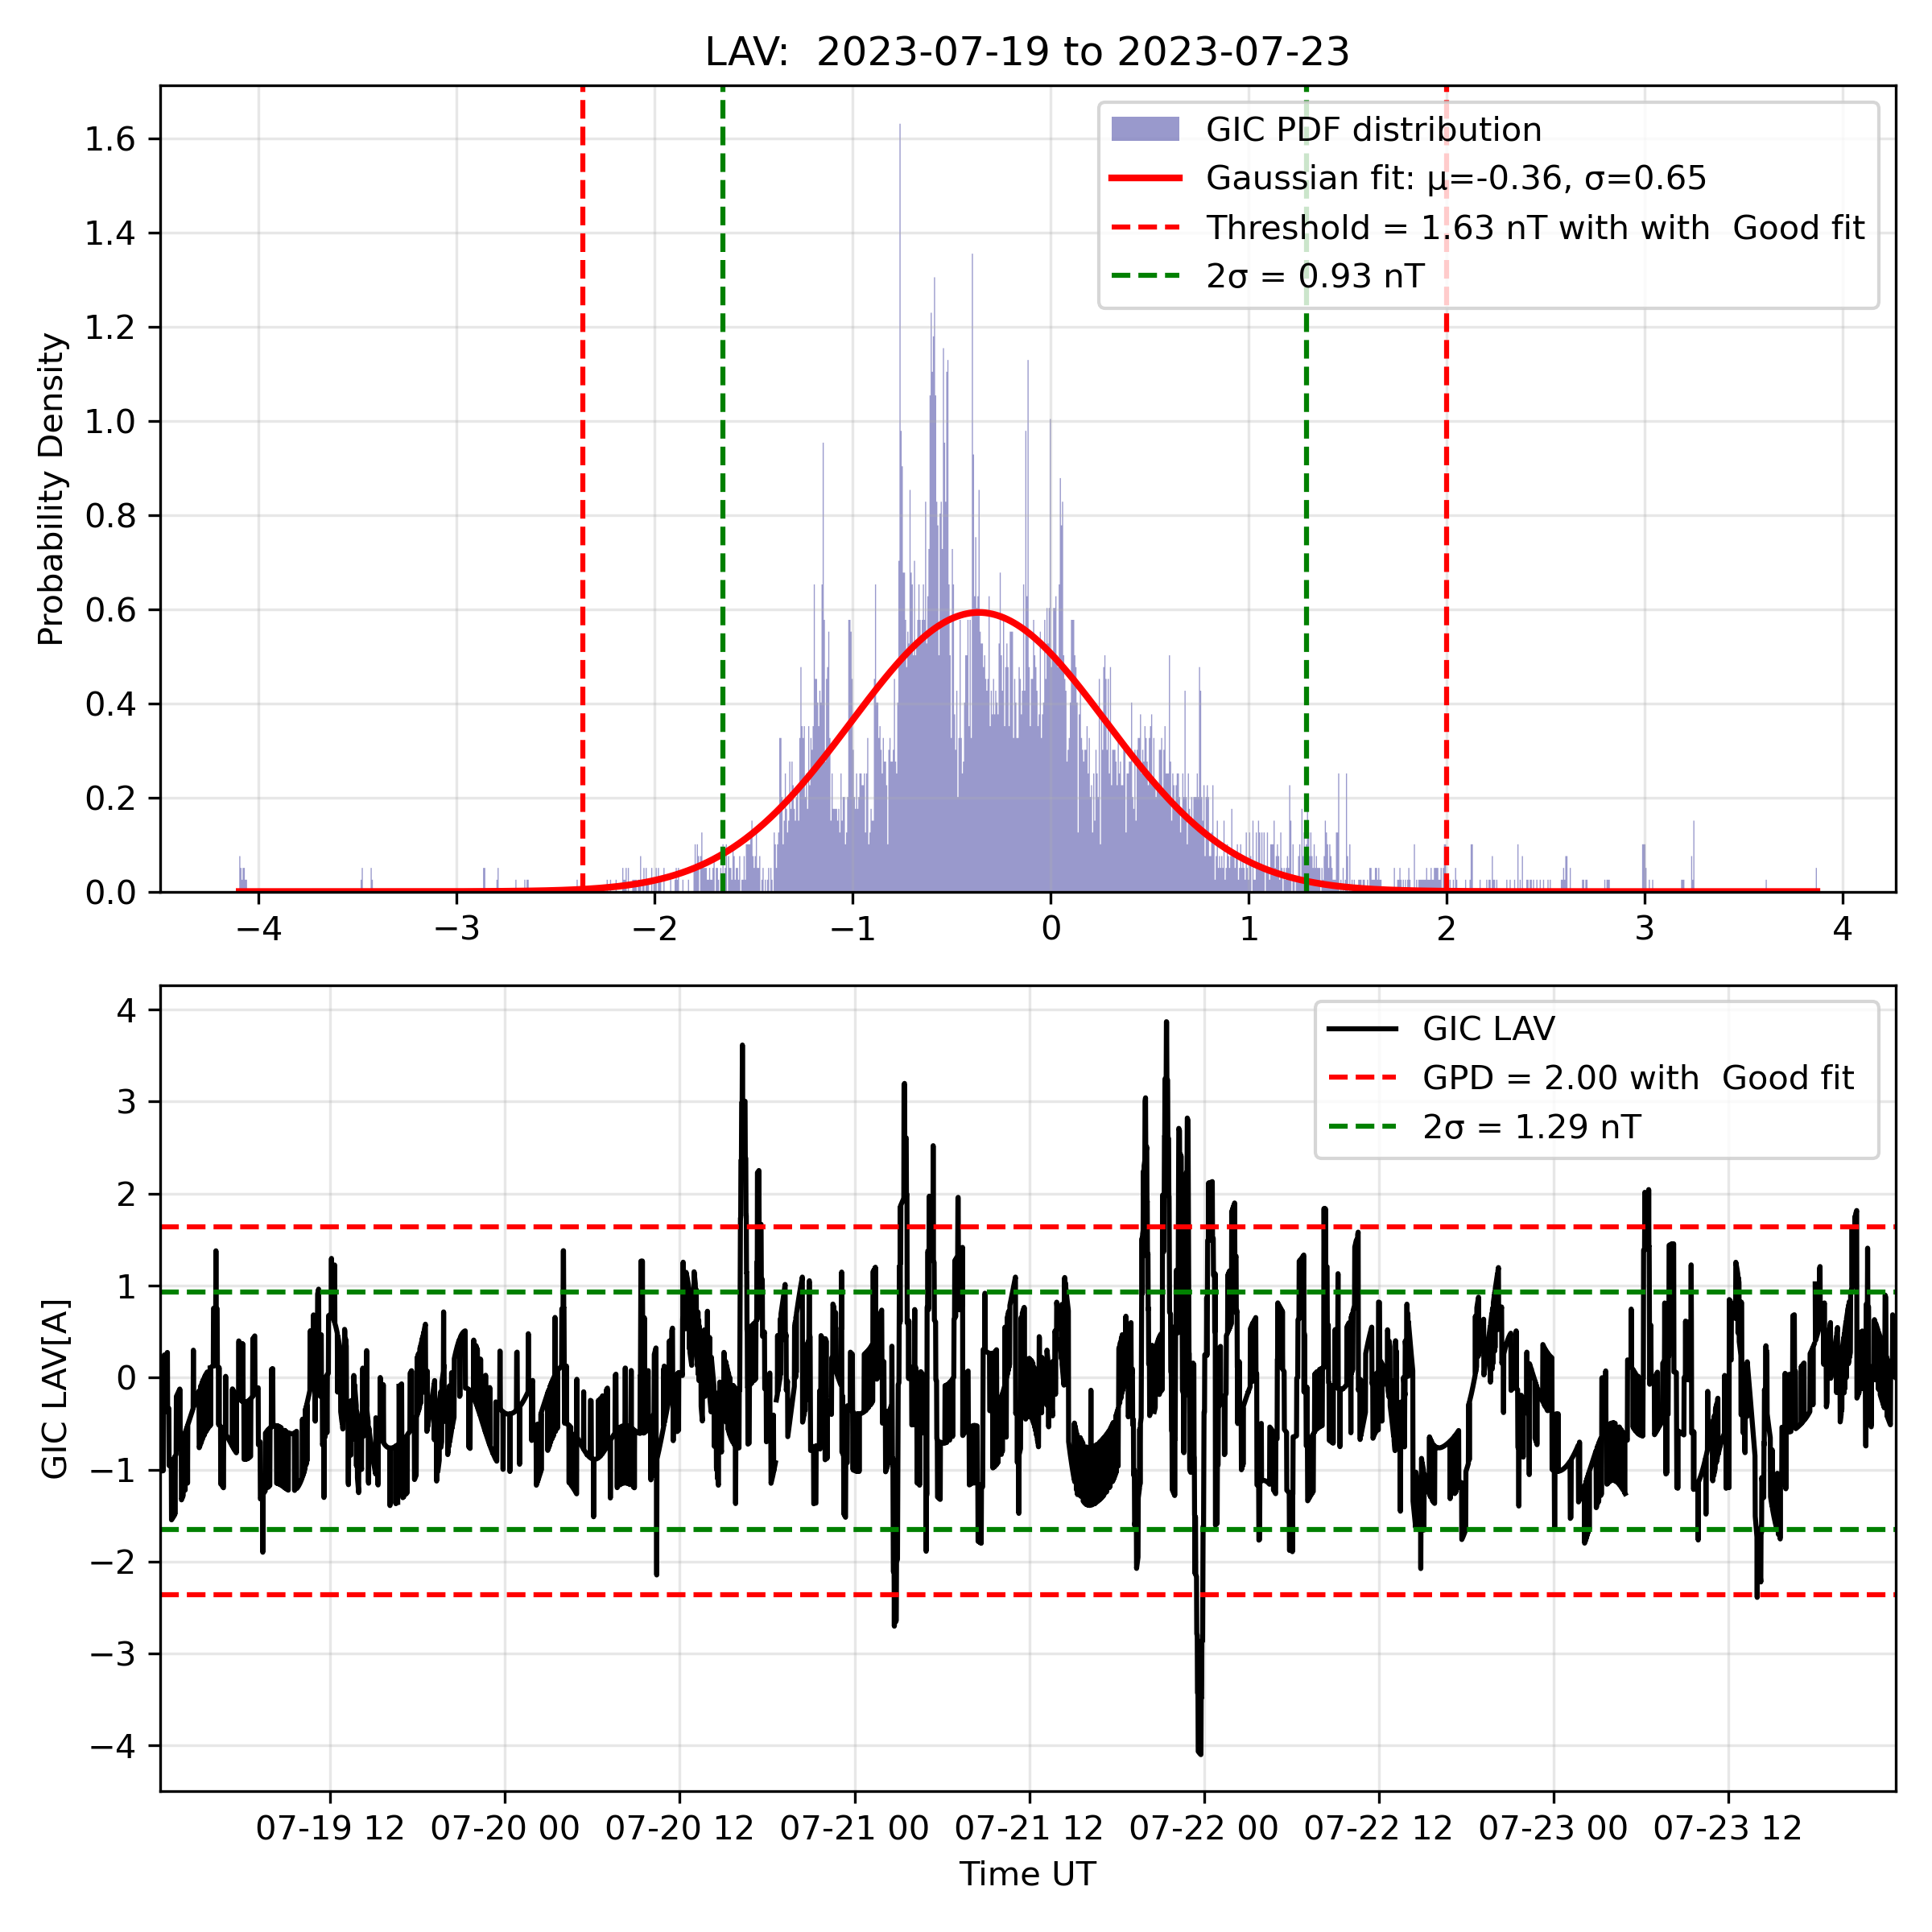 LAV:  2023-07-19 to 2023-07-23
Probability Density
1.6
1.4
1.2
1.0
0.8
0.6
0.4
0.2
0.0
GIC PDF distribution
Gaussian fit: μ=-0.36, σ=0.65
Threshold = 1.63 nT with with  Good fit
2σ = 0.93 nT
−4 −3 −2 −1 0 1 2 3 4
GIC LAV[A]
4
3
2
1
0
−1
−2
−3
−4
GIC LAV
GPD = 2.00 with  Good fit
2σ = 1.29 nT
07-19 12 07-20 00 07-20 12 07-21 00 07-21 12 07-22 00 07-22 12 07-23 00 07-23 12
Time UT